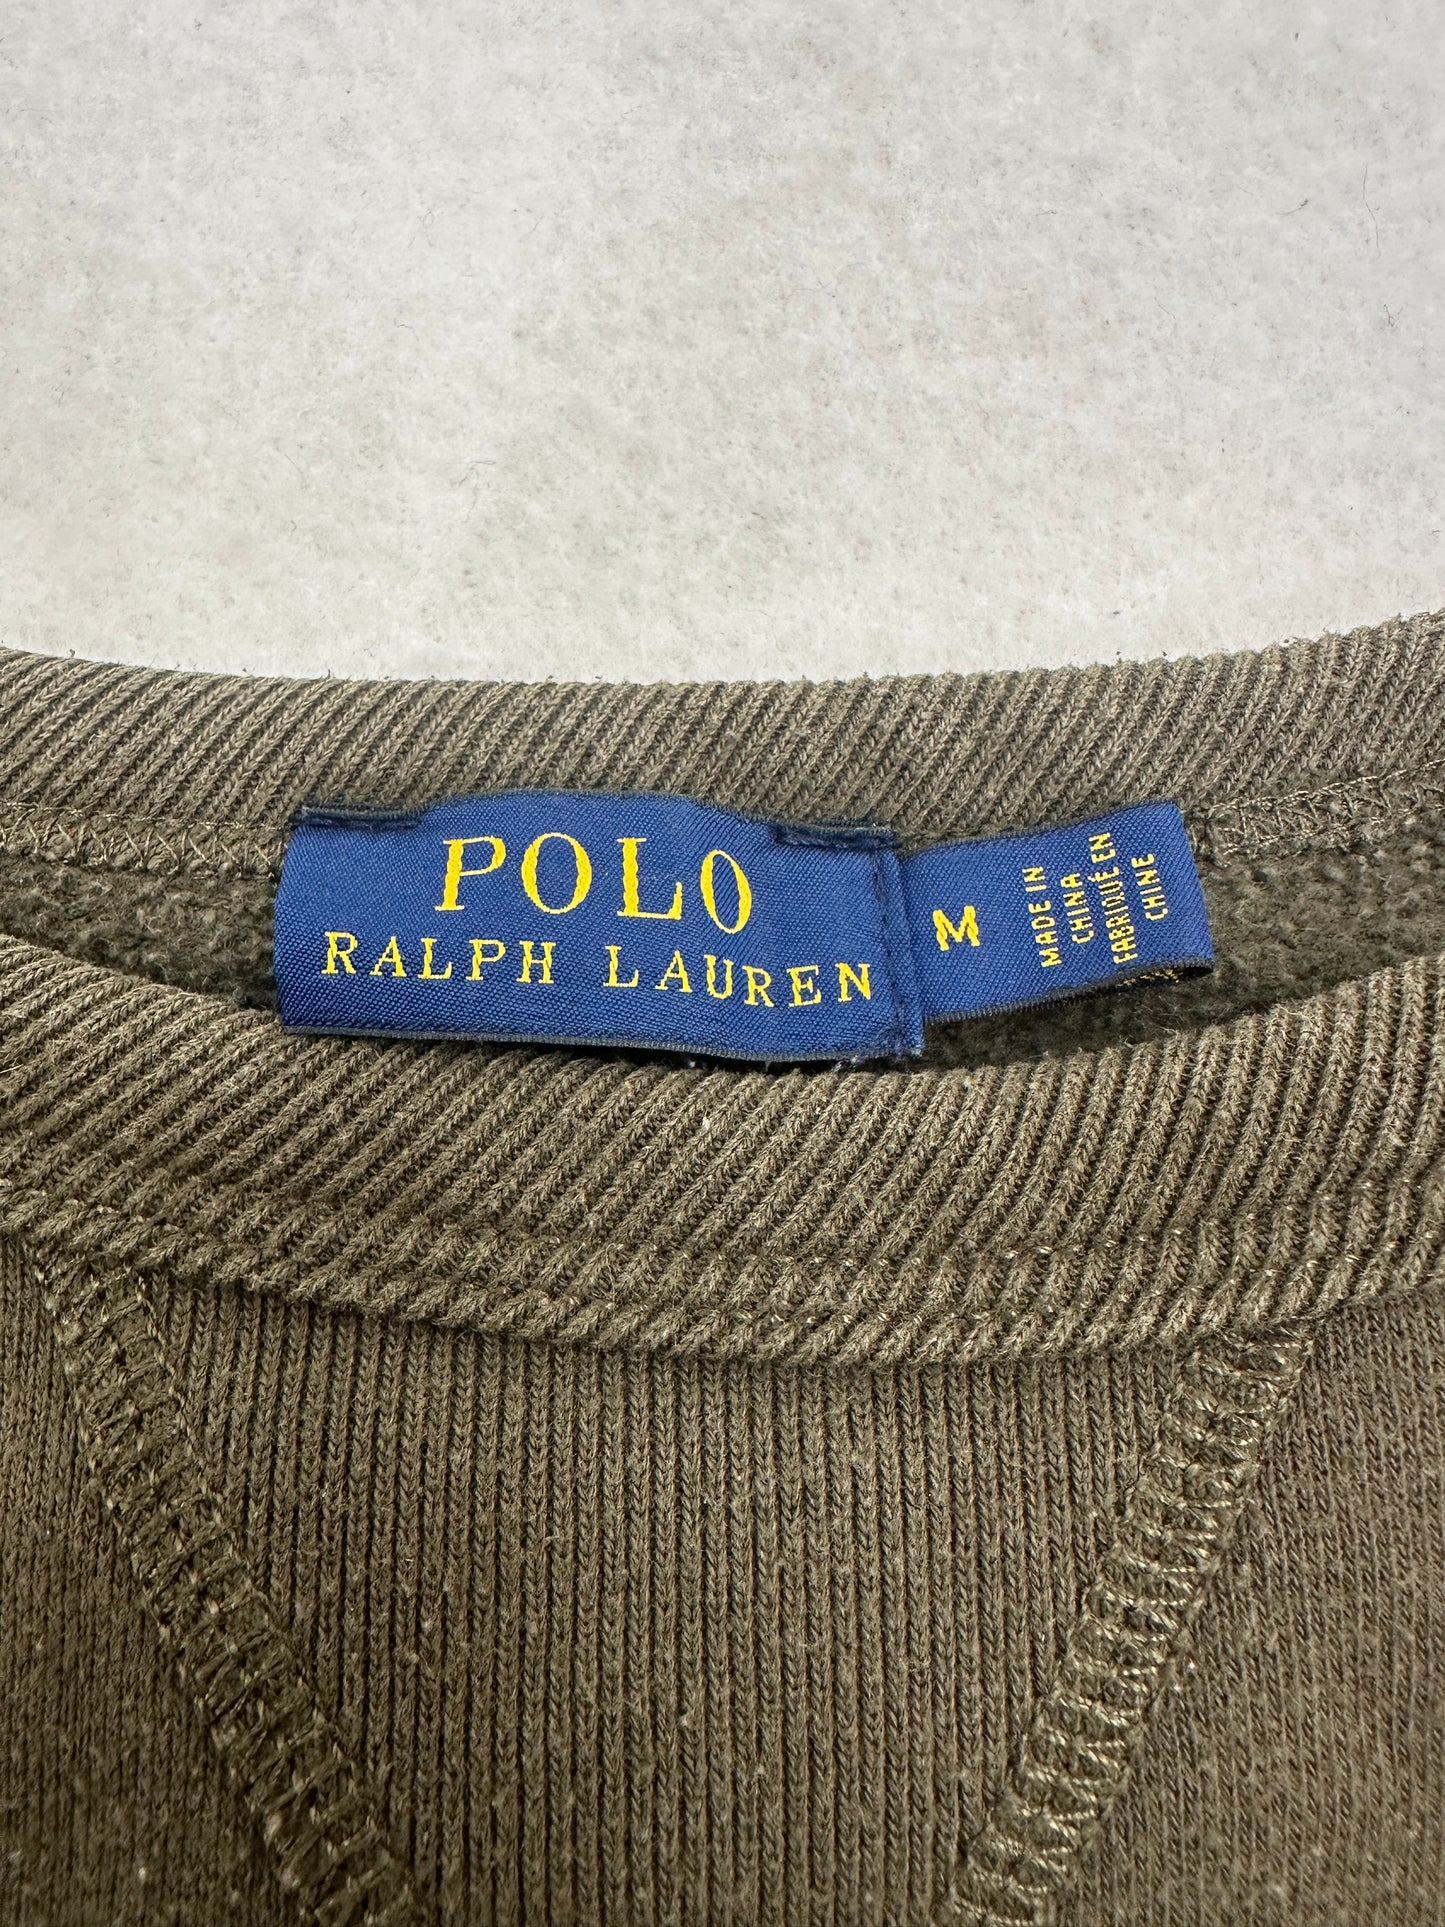 POLO
RALPH LAUREN
M
MADE IN
CHINA
FABRIQUÉ EN
CHINE